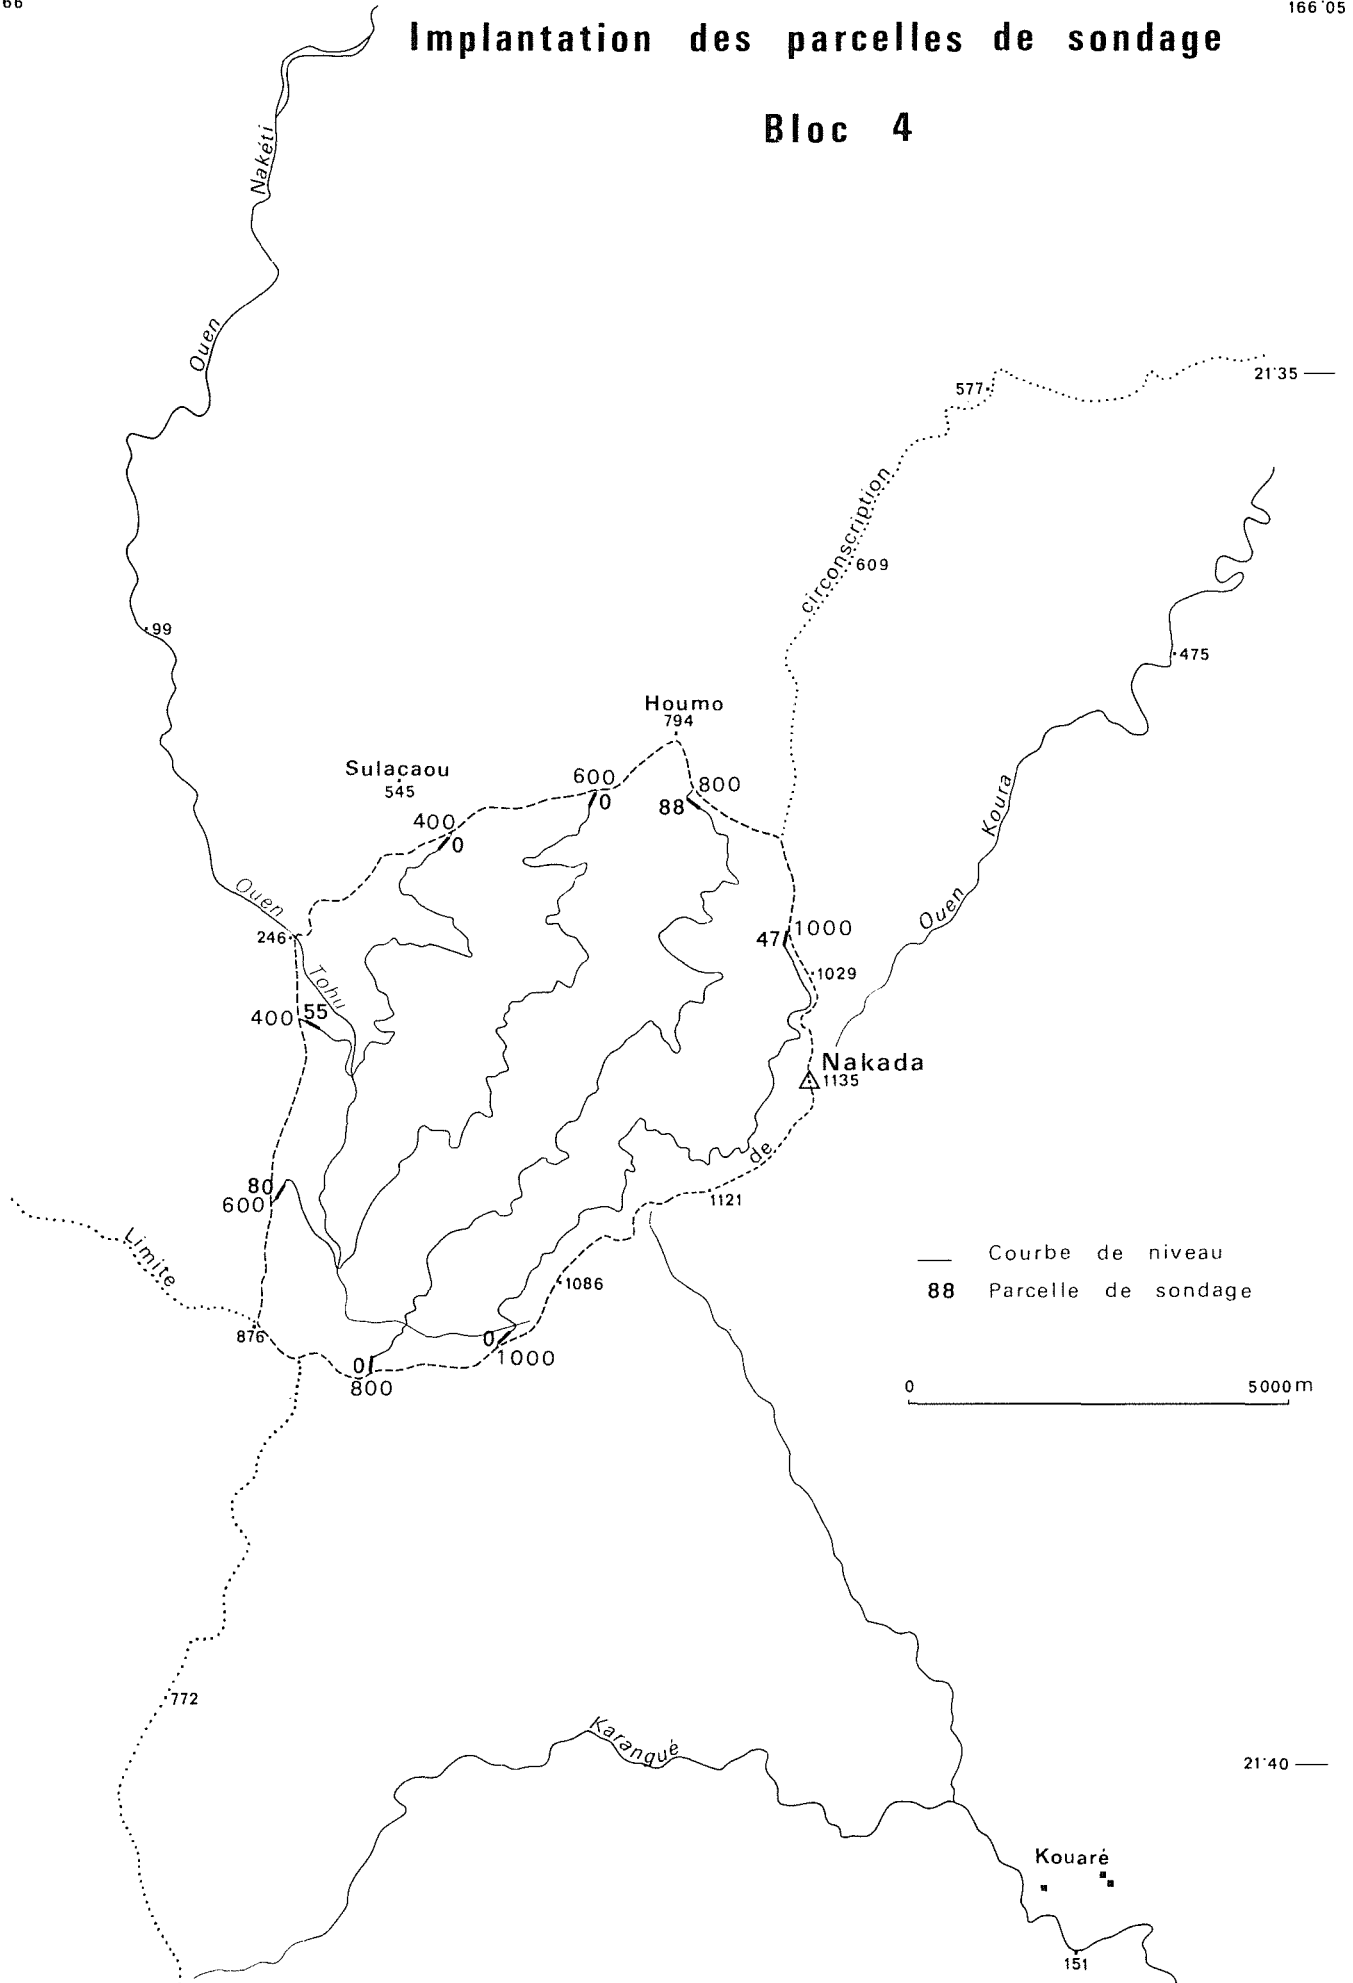 66
166°05
Implantation des parcelles de sondage
Bloc 4
Nakéti
Ouen
21°35
577
circonscription
609
99
475
Houmo
794
Sulacaou
545
600
0
800
88
400
0
Koura
Ouen
Ouen
246
Tohu
47
1000
1029
400
55
Nakada
1135
de
80
600
1121
Limite
Courbe de niveau
88 Parcelle de sondage
1086
876
0
1000
0
800
0
5000m
772
Karangué
21°40
Kouaré
151